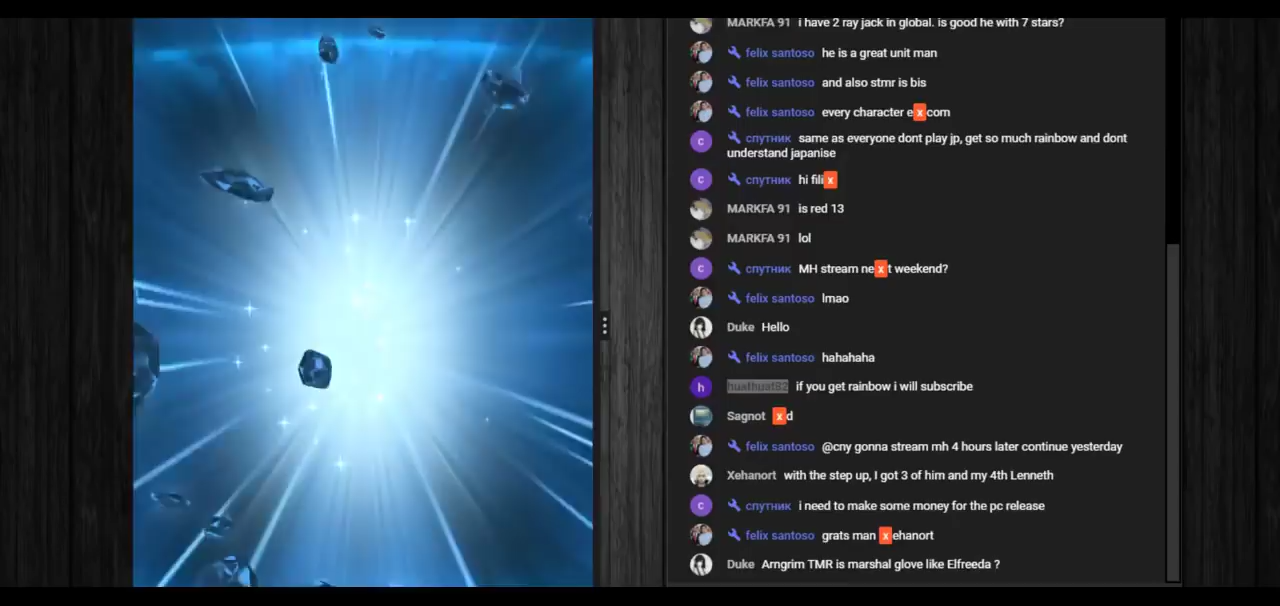 MARKFA 91 i have 2 ray jack in global. is good he with 7 stars?
felix santoso he is a great unit man
felix santoso and also stmr is bis
felix santoso every character excom
C спутник same as everyone dont play jp, get so much rainbow and dont
understand japanise
C спутник hi filix
MARKFA 91 is red 13
MARKFA 91 lol
C спутник MH stream next weekend?
felix santoso lmao
Duke Hello
felix santoso hahahaha
h huathuat82 if you get rainbow i will subscribe
Sagnot xd
felix santoso @cny gonna stream mh 4 hours later continue yesterday
Xehanort with the step up, I got 3 of him and my 4th Lenneth
C спутник i need to make some money for the pc release
felix santoso grats man xehanort
Duke Arngrim TMR is marshal glove like Elfreeda ?